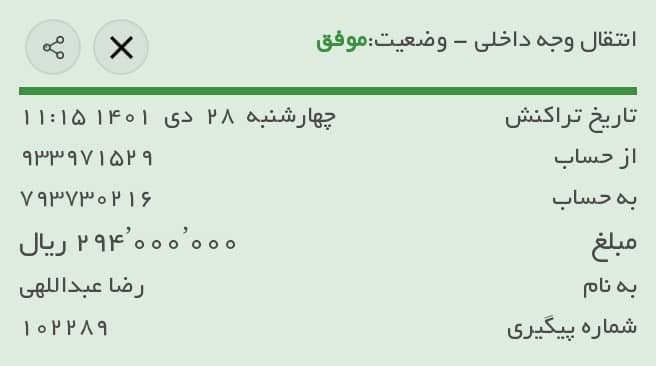 انتقال وجه داخلی – وضعیت:موفق
تاریخ تراکنش چهارشنبه ۲۸ دی ۱۴۰۱ ۱۱:۱۵
از حساب ۹۳۳۹۷۱۵۲۹
به حساب ۷۹۳۷۳۰۲۱۶
مبلغ ۲۹۴٬۰۰۰٬۰۰۰ ریال
به نام رضا عبداللهی
شماره پیگیری ۱۰۲۲۸۹